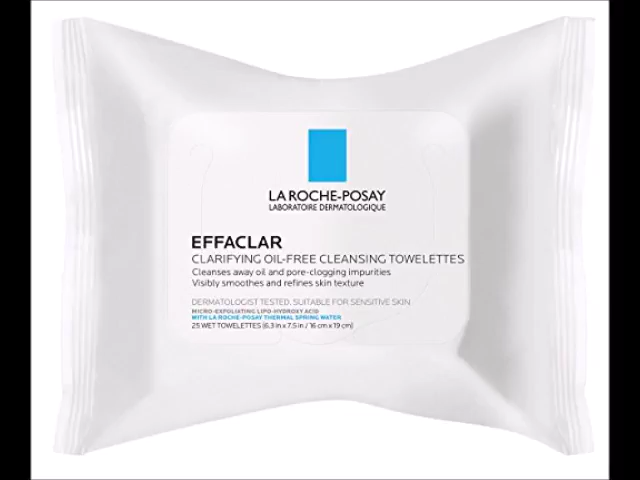 LA ROCHE-POSAY
LABORATOIRE DERMATOLOGIQUE
EFFACLAR
CLARIFYING OIL-FREE CLEANSING TOWELETTES
Cleanses away oil and pore-clogging impurities
Visibly smoothes and refines skin texture
DERMATOLOGIST TESTED. SUITABLE FOR SENSITIVE SKIN.
MICRO-EXFOLIATING LIPO-HYDROXY ACID
WITH LA ROCHE-POSAY THERMAL SPRING WATER
25 WET TOWELETTES (6.3 in x 7.5 in / 16 cm x 19 cm)